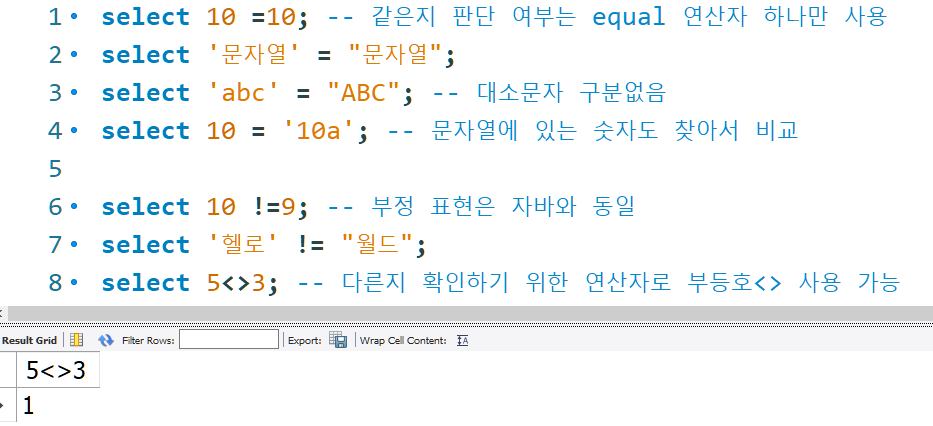 1 select 10 =10; -- 같은지 판단 여부는 equal 연산자 하나만 사용
2 select '문자열' = "문자열";
3 select 'abc' = "ABC"; -- 대소문자 구분없음
4 select 10 = '10a'; -- 문자열에 있는 숫자도 찾아서 비교
5
6 select 10 !=9; -- 부정 표현은 자바와 동일
7 select '헬로' != "월드";
8 select 5<>3; -- 다른지 확인하기 위한 연산자로 부등호<> 사용 가능
Result Grid Filter Rows: Export: Wrap Cell Content:
5<>3
1